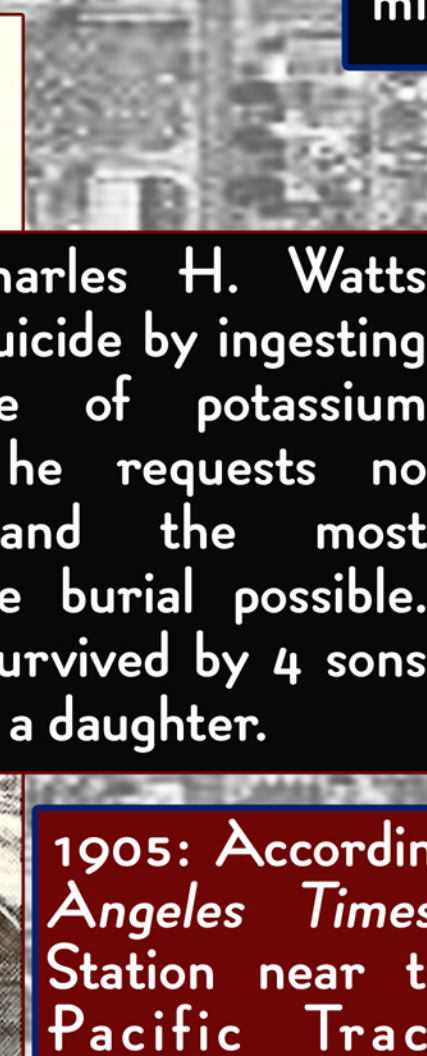 mi
harles H. Watts
uicide by ingesting
e of potassium
he requests no
and the most
e burial possible.
urvived by 4 sons
a daughter.
1905: Accordin
Angeles Times
Station near t
Pacific Trac